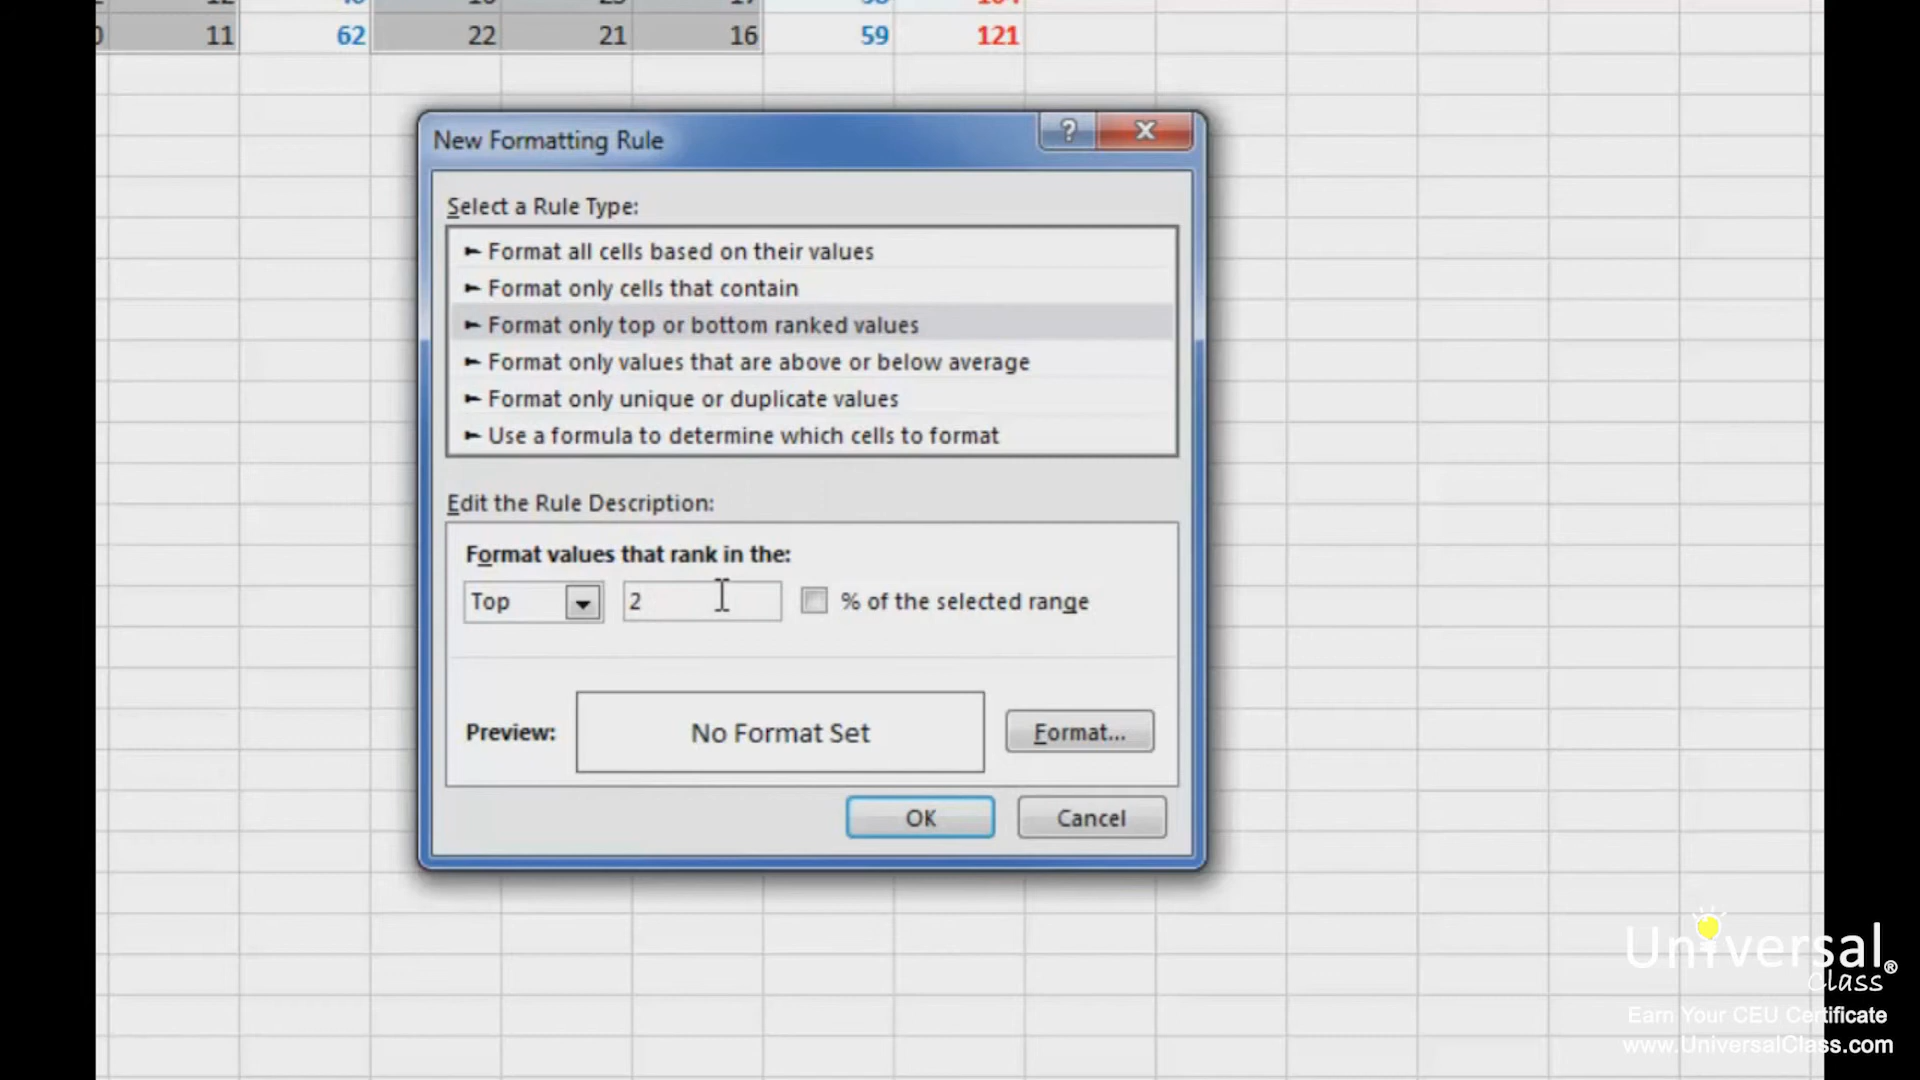 11 62 22 21 16 59 121
New Formatting Rule
Select a Rule Type:
► Format all cells based on their values
► Format only cells that contain
► Format only top or bottom ranked values
► Format only values that are above or below average
► Format only unique or duplicate values
► Use a formula to determine which cells to format
Edit the Rule Description:
Format values that rank in the:
Top 2 % of the selected range
Preview: No Format Set Format...
OK Cancel
Universal
Class®
Earn Your CEU Certificate
www.UniversalClass.com